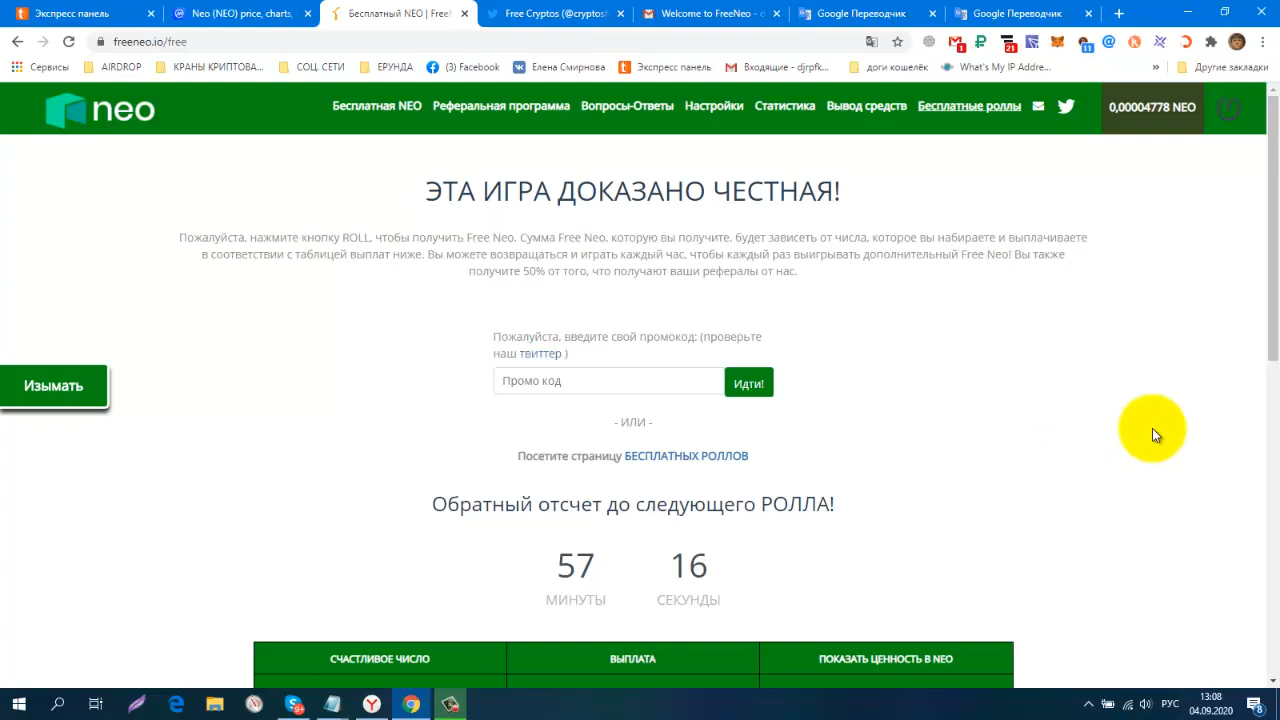 Экспресс панель
Neo (NEO) price, charts,
Бесплатный NEO | Free
Free Cryptos (@cryptos
Welcome to FreeNeo - d
Google Переводчик
Google Переводчик
freeneo.io/free
1
21
11
Сервисы
AIRDROP
КРАНЫ КРИПТОВА...
СОЦ. СЕТИ
ЕРУНДА
(3) Facebook
Елена Смирнова
Экспресс панель
Входящие - djrpfk...
доги кошелёк
What's My IP Addre...
»
Другие закладки
neo
Бесплатная NEO
Реферальная программа
Вопросы-Ответы
Настройки
Статистика
Вывод средств
Бесплатные роллы
0,00004778 NEO
ЭТА ИГРА ДОКАЗАНО ЧЕСТНАЯ!
Пожалуйста, нажмите кнопку ROLL, чтобы получить Free Neo. Сумма Free Neo, которую вы получите, будет зависеть от числа, которое вы набираете и выплачиваете
в соответствии с таблицей выплат ниже. Вы можете возвращаться и играть каждый час, чтобы каждый раз выигрывать дополнительный Free Neo! Вы также
получите 50% от того, что получают ваши рефералы от нас.
Пожалуйста, введите свой промокод: (проверьте
наш твиттер )
Промо код
Идти!
Изымать
- ИЛИ -
Посетите страницу БЕСПЛАТНЫХ РОЛЛОВ
Обратный отсчет до следующего РОЛЛА!
57 16
МИНУТЫ СЕКУНДЫ
СЧАСТЛИВОЕ ЧИСЛО
ВЫПЛАТА
ПОКАЗАТЬ ЦЕННОСТЬ В NEO
РУС
13:08
04.09.2020
8